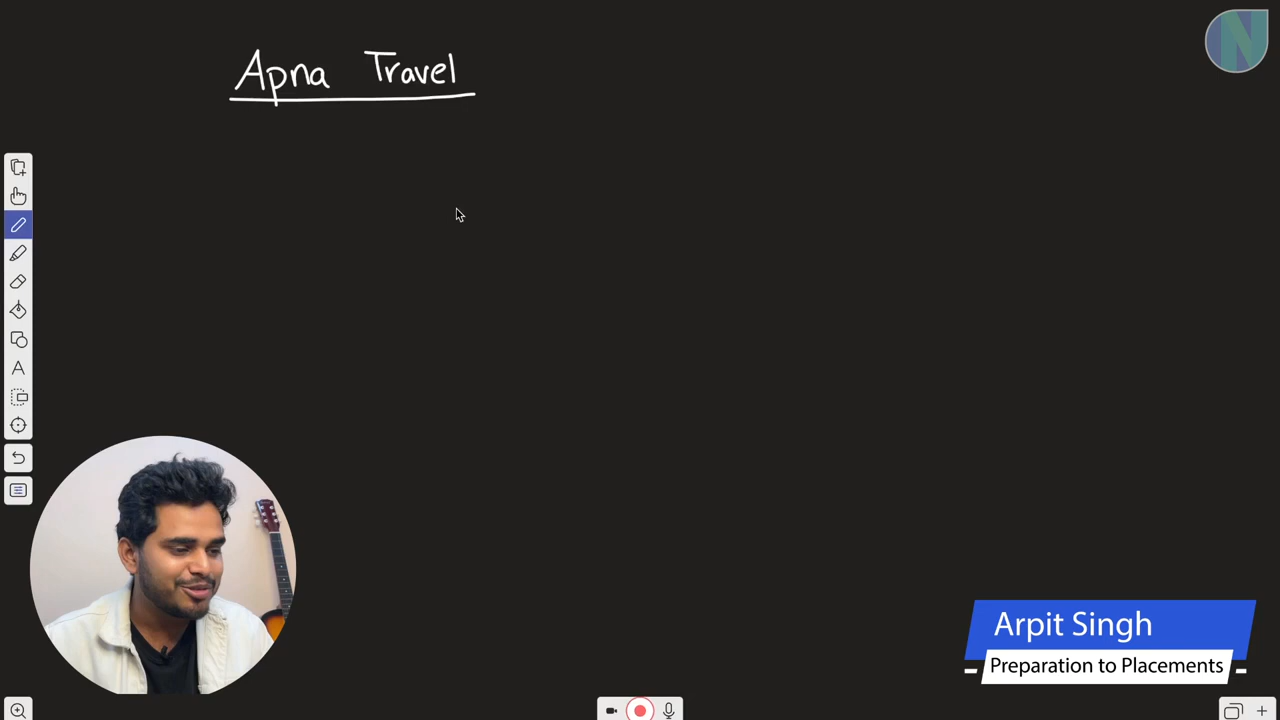 Apna Travel
N
A
Arpit Singh
Preparation to Placements